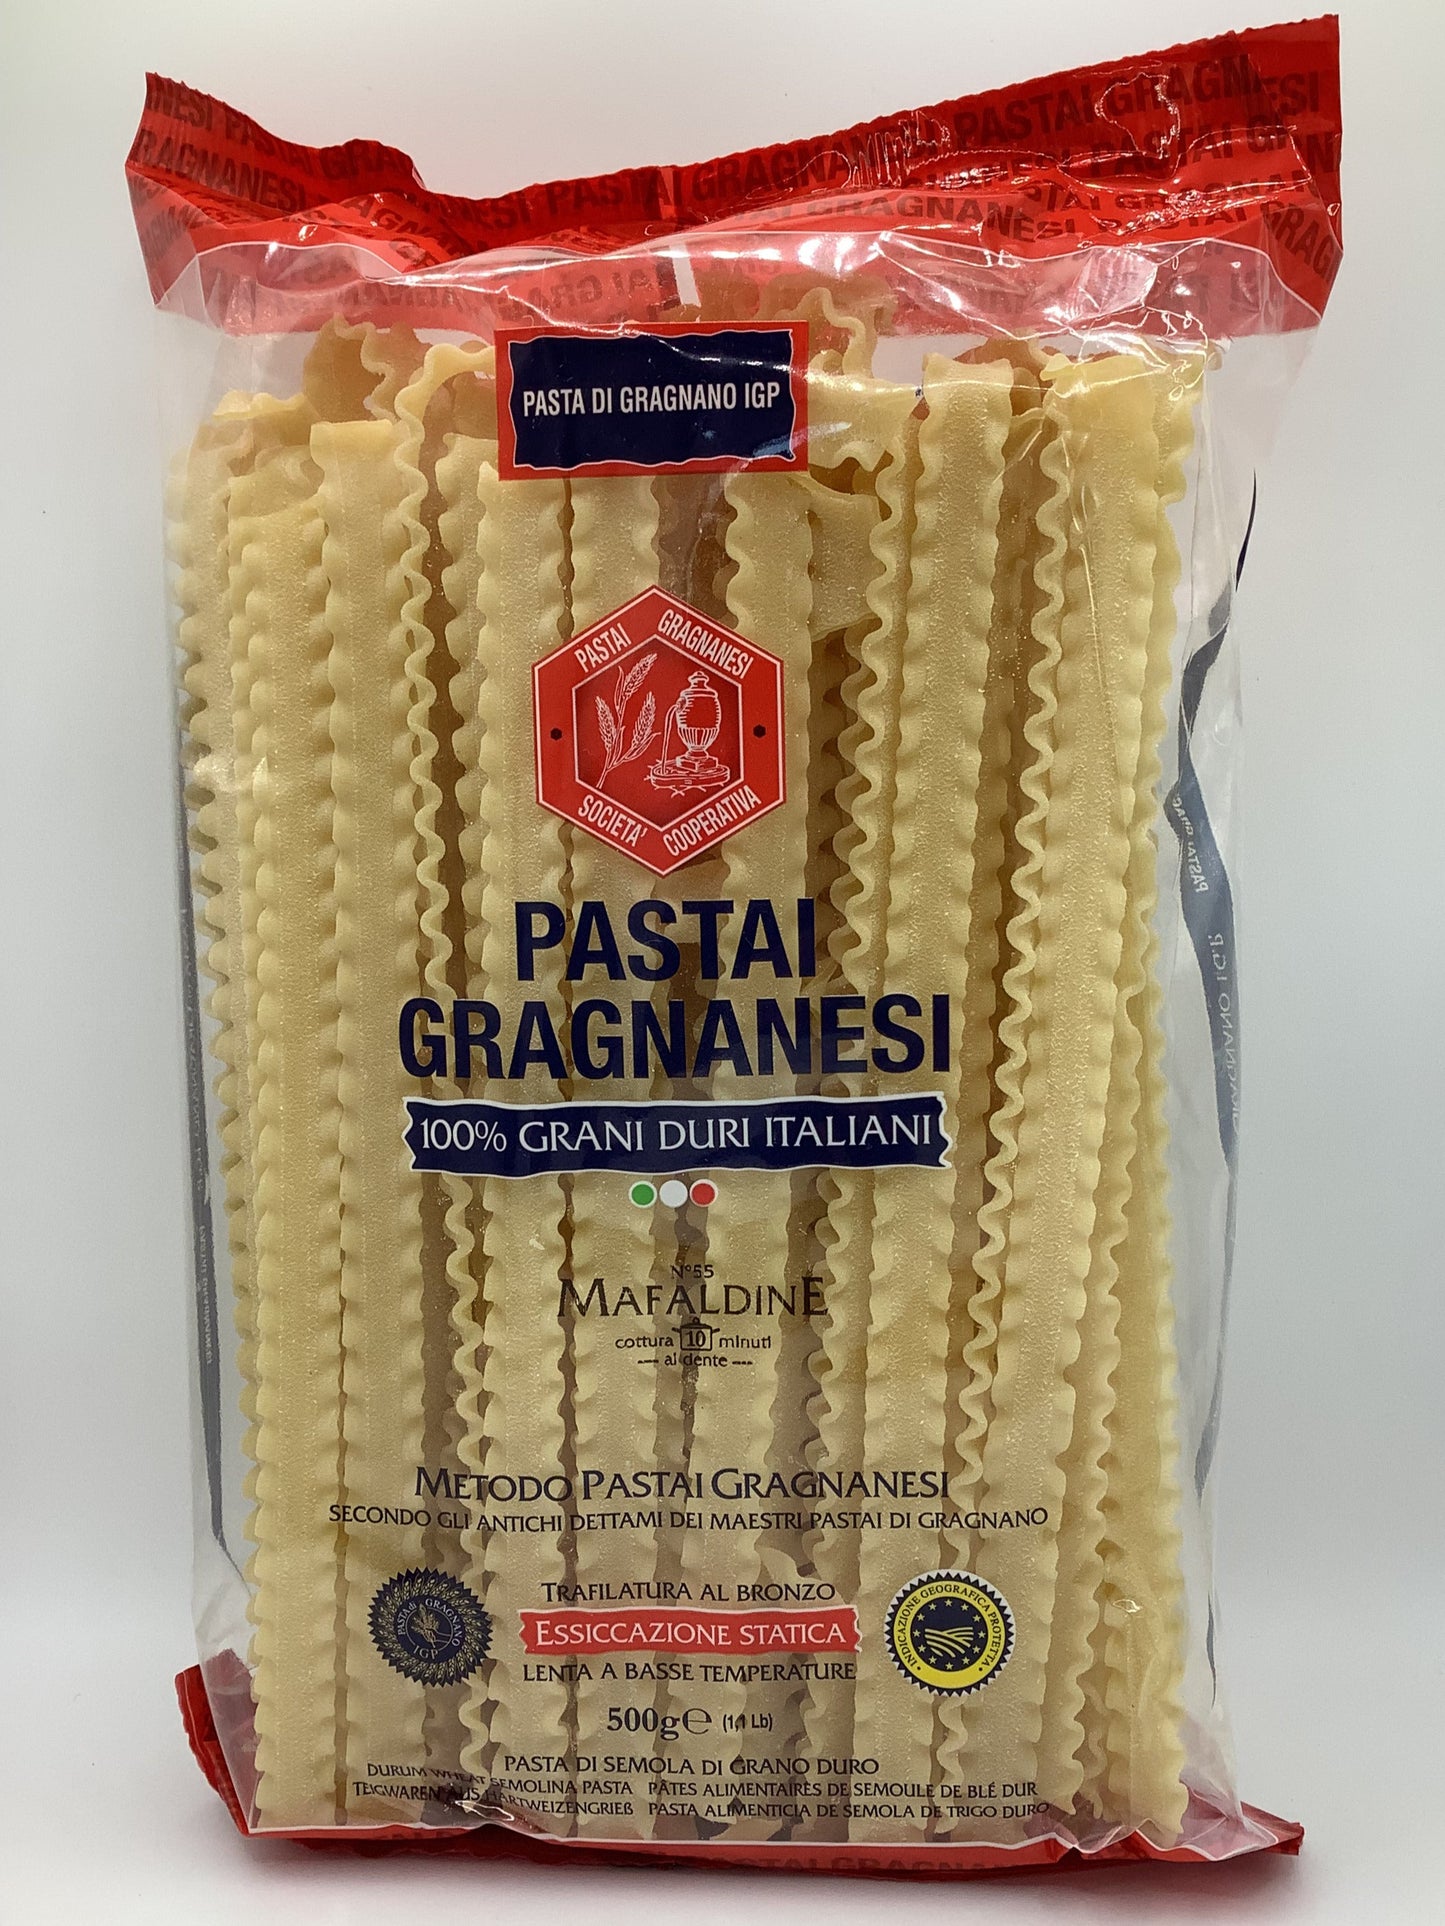 PASTAI GRAGNANESI
PASTA DI GRAGNANO IGP
PASTAI GRAGNANESI
SOCIETA' COOPERATIVA
PASTAI
GRAGNANESI
100% GRANI DURI ITALIANI
N°55
MAFALDINE
cottura 10 minuti
al dente
METODO PASTAI GRAGNANESI
SECONDO GLI ANTICHI DETTAMI DEI MAESTRI PASTAI DI GRAGNANO
TRAFILATURA AL BRONZO
ESSICCAZIONE STATICA
LENTA A BASSE TEMPERATURE
PASTA di GRAGNANO
IGP
INDICAZIONE GEOGRAFICA PROTETTA
500g℮ (1,1 Lb)
PASTA DI SEMOLA DI GRANO DURO
DURUM WHEAT SEMOLINA PASTA PÂTES ALIMENTAIRES DE SEMOULE DE BLÉ DUR
TEIGWAREN AUS HARTWEIZENGRIEß PASTA ALIMENTICIA DE SEMOLA DE TRIGO DURO
PASTAI GRAGNANESI